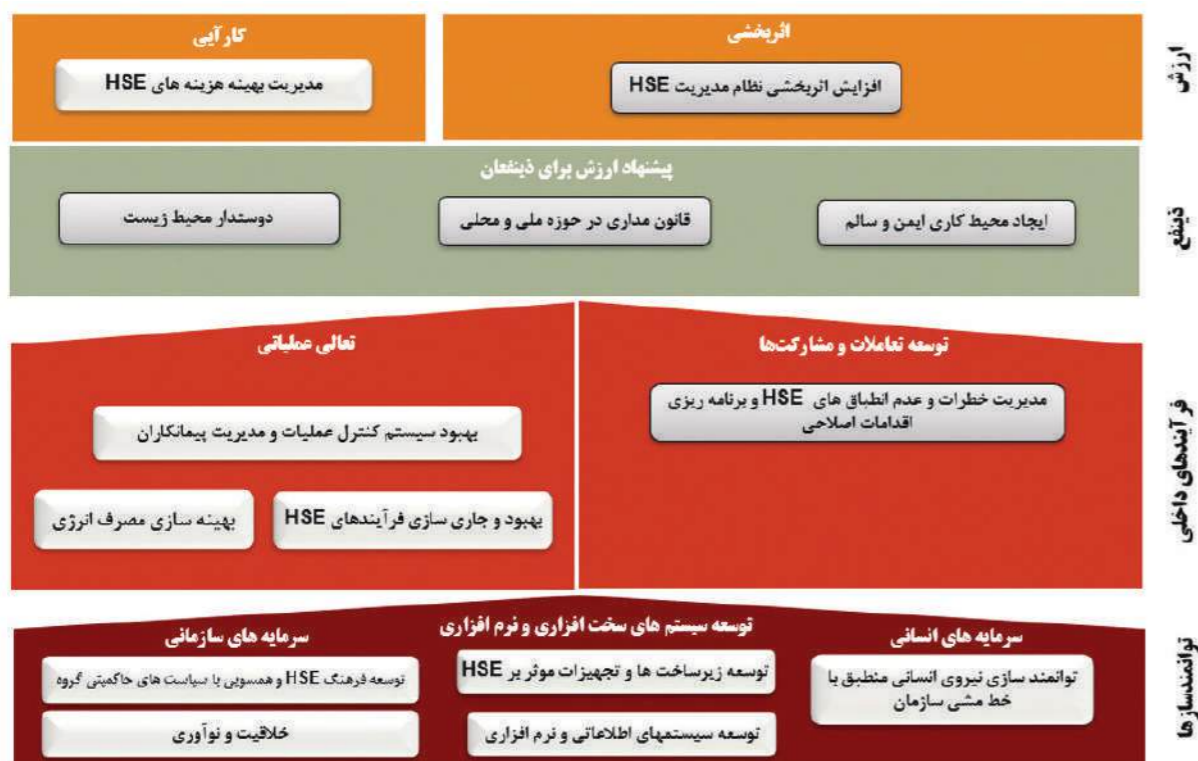 ارزش
اثربخشی
افزایش اثربخشی نظام مدیریت HSE
کارآیی
مدیریت بهینه هزینه های HSE
ذینفع
پیشنهاد ارزش برای ذینفعان
ایجاد محیط کاری ایمن و سالم
قانون مداری در حوزه ملی و محلی
دوستدار محیط زیست
فرآیندهای داخلی
توسعه تعاملات و مشارکت‌ها
مدیریت خطرات و عدم انطباق های HSE و برنامه ریزی
اقدامات اصلاحی
تعالی عملیاتی
بهبود سیستم کنترل عملیات و مدیریت پیمانکاران
بهبود و جاری سازی فرآیندهای HSE
بهینه سازی مصرف انرژی
توانمندسازها
سرمایه های انسانی
توانمند سازی نیروی انسانی منطبق با
خط مشی سازمان
توسعه سیستم های سخت افزاری و نرم افزاری
توسعه زیرساخت ها و تجهیزات موثر بر HSE
توسعه سیستمهای اطلاعاتی و نرم افزاری
سرمایه های سازمانی
توسعه فرهنگ HSE و همسویی با سیاست های حاکمیتی گروه
خلاقیت و نوآوری